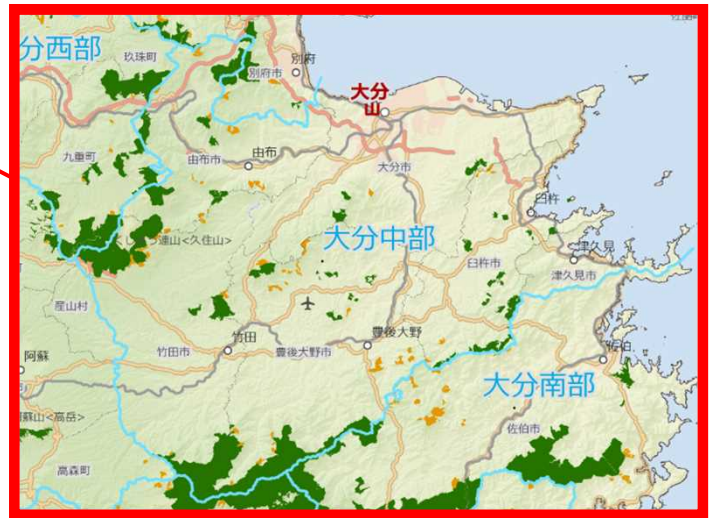 分西部
玖珠町
別府
別府市
大分
山
九重町
由布市
由布
大分市
臼杵
大分中部
連山<久住山>
津久見
臼杵市
津久見市
産山村
竹田
豊後大野
阿蘇
竹田市
豊後大野市
佐伯
大分南部
蘇山<高岳>
佐伯市
高森町